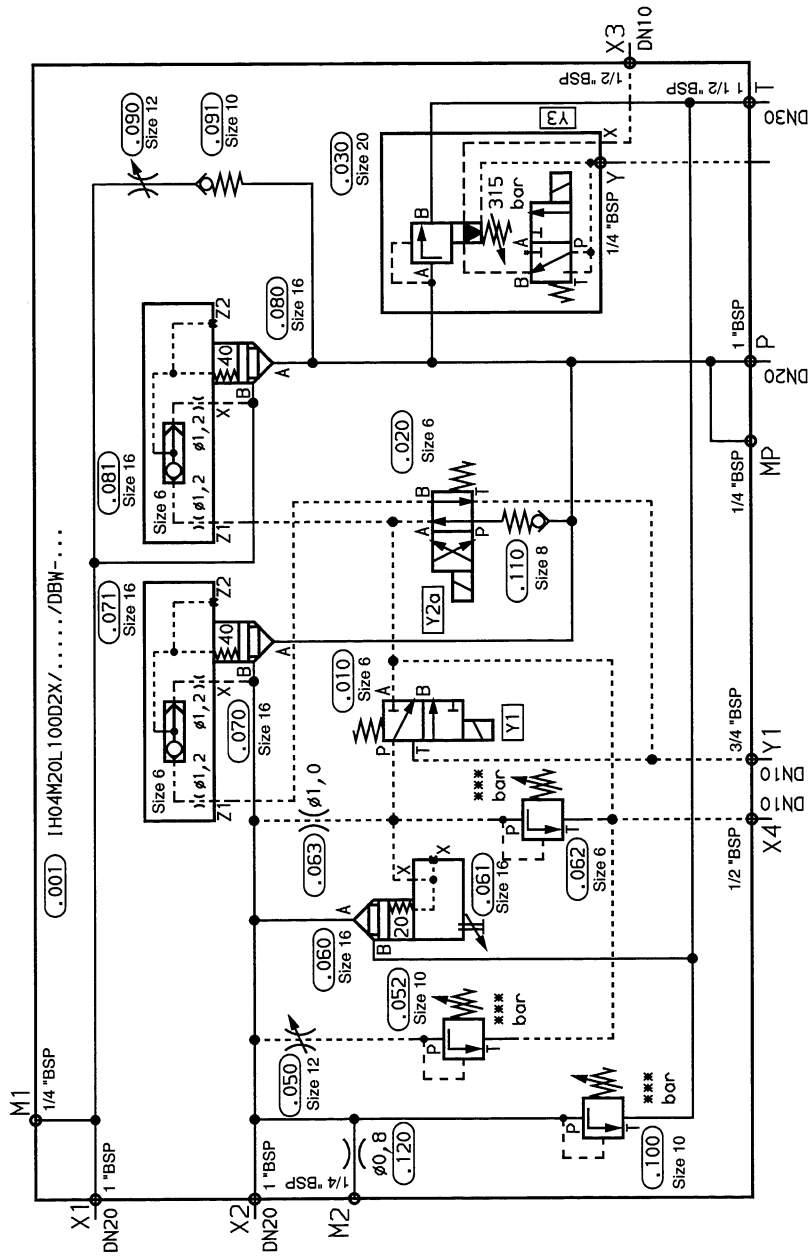 .001
IH04M20L100D2X/...../DBW-...
M1
1/4 "BSP
X1
DN20
1 "BSP
X2
DN20
1 "BSP
M2
1/4 "BSP
ø0,8
.120
.050
Size 12
.052
Size 10
P
T
*** bar
.100
Size 10
P
T
*** bar
.060
Size 16
A
B
20
X
X
.061
Size 16
.063
ø1,0
.062
Size 6
P
T
*** bar
.010
Size 6
A
B
P
T
Y1
.070
Size 16
.071
Size 16
Size 6
)( ø1,2
ø1,2 )(
Z1
X
Z2
40
B
A
.081
Size 16
Size 6
)( ø1,2
ø1,2 )(
Z1
X
Z2
40
B
A
.080
Size 16
.090
Size 12
.091
Size 10
Y2a
A
B
P
T
.020
Size 6
.110
Size 8
.030
Size 20
A
B
315 bar
B
A
T
P
Y3
X
Y
1/4 "BSP
X3
DN10
1/2 "BSP
1 1/2 "BSP
T
DN30
1 "BSP
P
DN20
1/4 "BSP
MP
3/4 "BSP
Y1
DN10
1/2 "BSP
X4
DN10